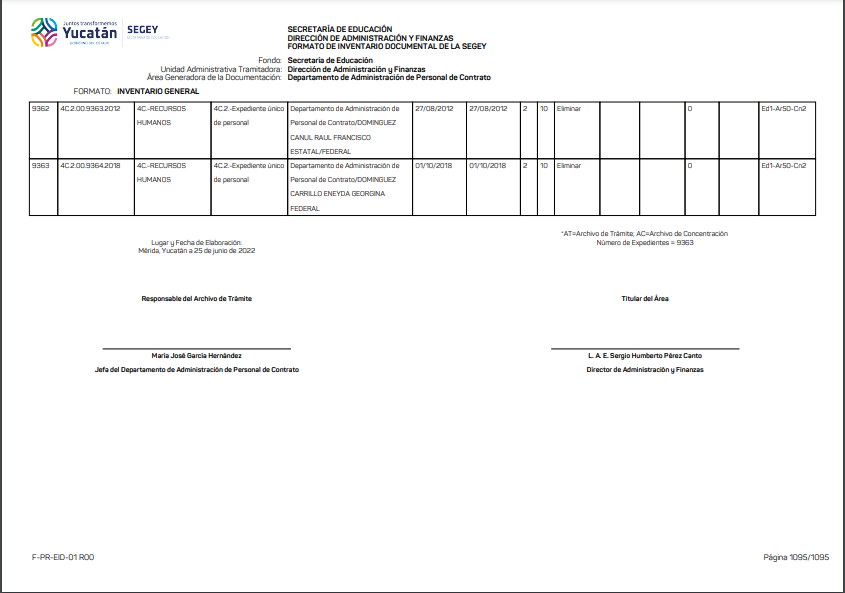 Juntos transformemos
Yucatán
GOBIERNO DEL ESTADO
SEGEY
SECRETARÍA DE EDUCACIÓN
SECRETARÍA DE EDUCACIÓN
DIRECCIÓN DE ADMINISTRACIÓN Y FINANZAS
FORMATO DE INVENTARIO DOCUMENTAL DE LA SEGEY
Fondo: Secretaría de Educación
Unidad Administrativa Tramitadora: Dirección de Administración y Finanzas
Área Generadora de la Documentación: Departamento de Administración de Personal de Contrato
FORMATO: INVENTARIO GENERAL
9362 4C.2.00.9363.2012 4C.-RECURSOS 4C.2.-Expediente único Departamento de Administración de 27/08/2012 27/08/2012 2 10 Eliminar 0 Ed1-Ar50-Cn2
HUMANOS de personal Personal de Contrato/DOMINGUEZ
CANUL RAUL FRANCISCO
ESTATAL/FEDERAL
9363 4C.2.00.9364.2018 4C.-RECURSOS 4C.2.-Expediente único Departamento de Administración de 01/10/2018 01/10/2018 2 10 Eliminar 0 Ed1-Ar50-Cn2
HUMANOS de personal Personal de Contrato/DOMINGUEZ
CARRILLO ENEYDA GEORGINA
FEDERAL
*AT=Archivo de Trámite; AC=Archivo de Concentración
Número de Expedientes = 9363
Lugar y Fecha de Elaboración:
Mérida, Yucatán a 25 de junio de 2022
Responsable del Archivo de Trámite Titular del Área
María José García Hernández L. A. E. Sergio Humberto Pérez Canto
Jefa del Departamento de Administración de Personal de Contrato Director de Administración y Finanzas
F-PR-EID-01 R00 Página 1095/1095